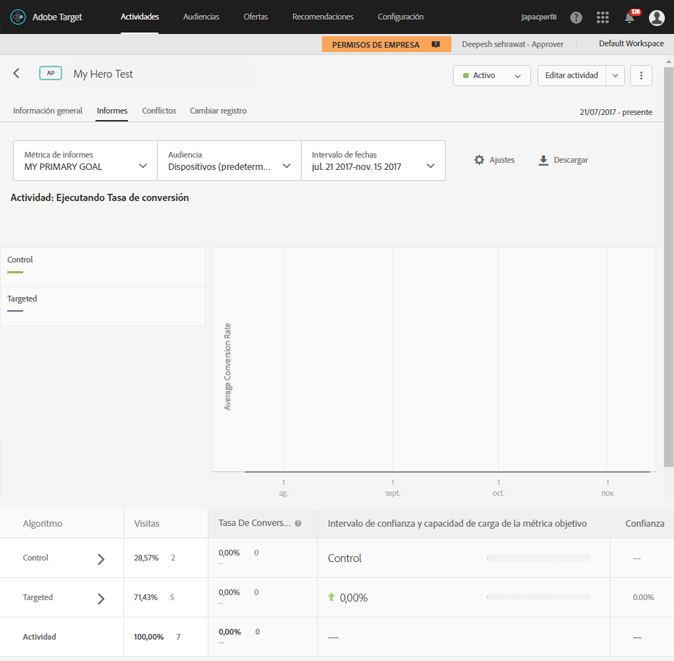 Adobe Target
Actividades
Audiencias
Ofertas
Recomendaciones
Configuración
Japacperf8
?
128
PERMISOS DE EMPRESA
Deepesh sehrawat - Approver
Default Workspace
AP
My Hero Test
Activo
Editar actividad
Información general
Informes
Conflictos
Cambiar registro
21/07/2017 - presente
Métrica de informes
MY PRIMARY GOAL
Audiencia
Dispositivos (predeterm...
Intervalo de fechas
jul. 21 2017-nov. 15 2017
Ajustes
Descargar
Actividad: Ejecutando Tasa de conversión
Control
Targeted
Average Conversion Rate
1
ag.
1
sept.
1
oct.
1
nov.
Algoritmo
Visitas
Tasa De Convers... ?
Intervalo de confianza y capacidad de carga de la métrica objetivo
Confianza
Control
28,57% 2
0,00% 0
--
Control
---
Targeted
71,43% 5
0,00% 0
--
0,00%
0.00%
Actividad
100,00% 7
0,00% 0
--
---
---